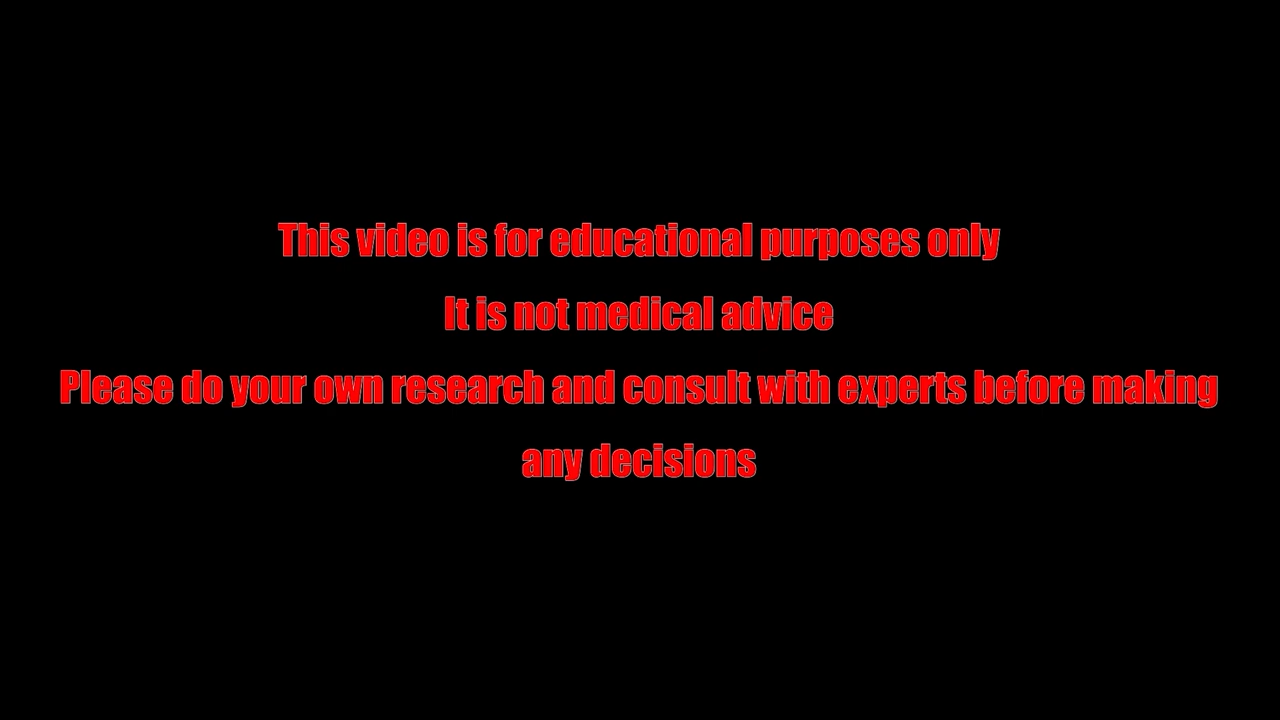 This video is for educational purposes only
It is not medical advice
Please do your own research and consult with experts before making
any decisions